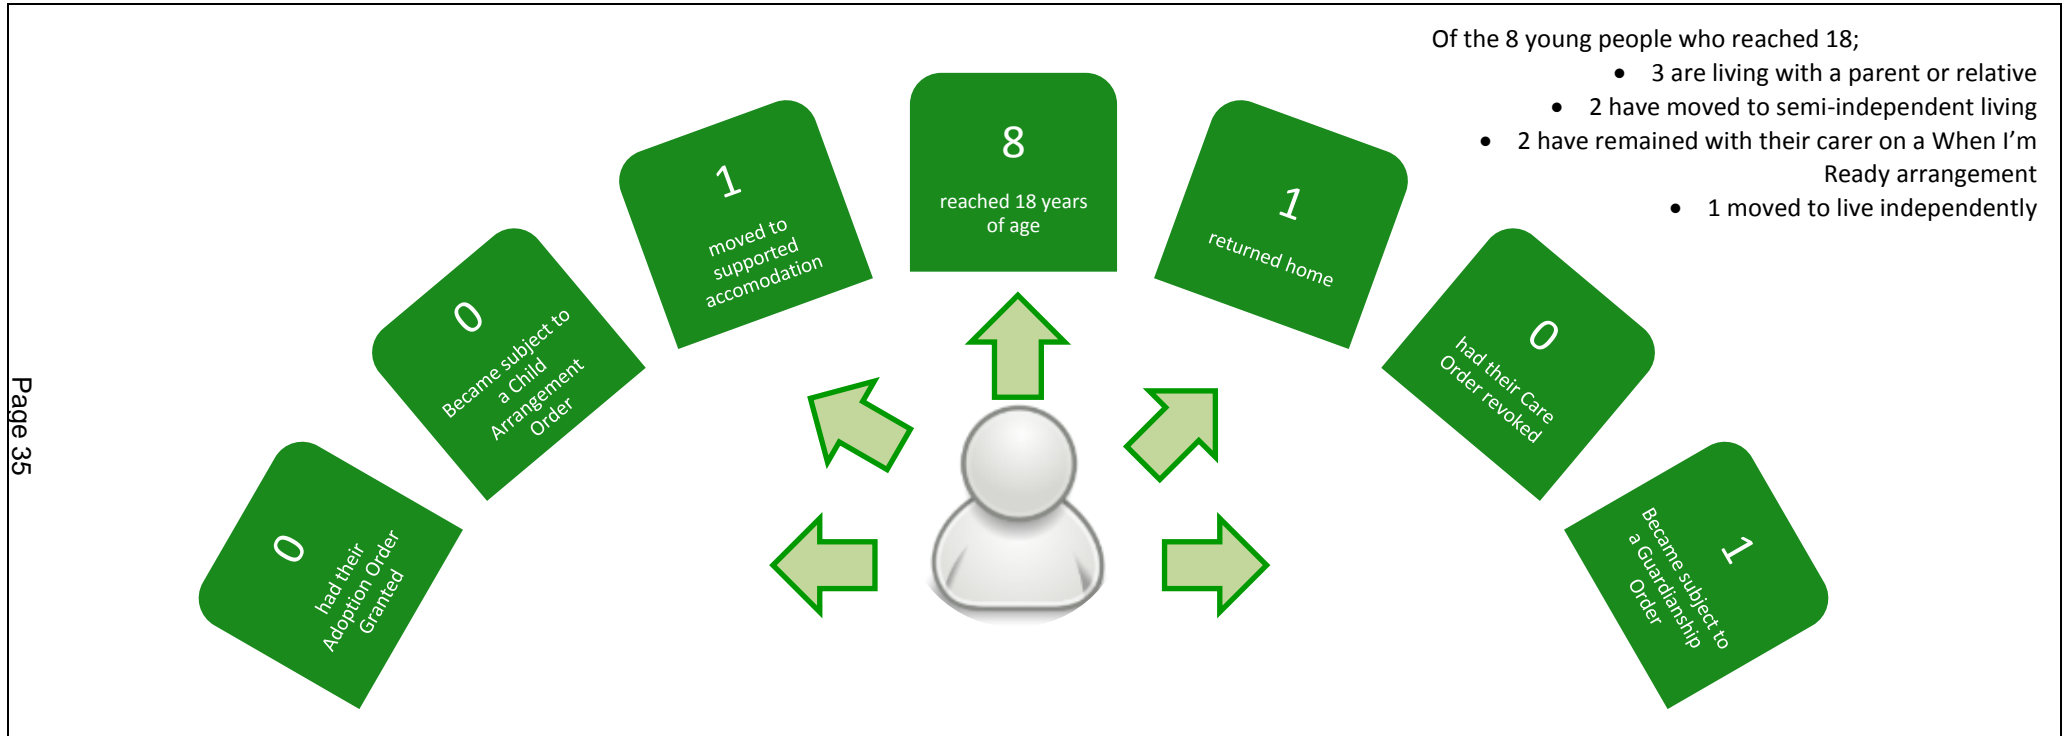 Of the 8 young people who reached 18;
• 3 are living with a parent or relative
• 2 have moved to semi-independent living
• 2 have remained with their carer on a When I’m
Ready arrangement
• 1 moved to live independently
0
had their
Adoption Order
Granted
0
Became subject to
a Child
Arrangement
Order
1
moved to
supported
accomodation
8
reached 18 years
of age
1
returned home
0
had their Care
Order revoked
1
Became subject to
a Guardianship
Order
Page 35